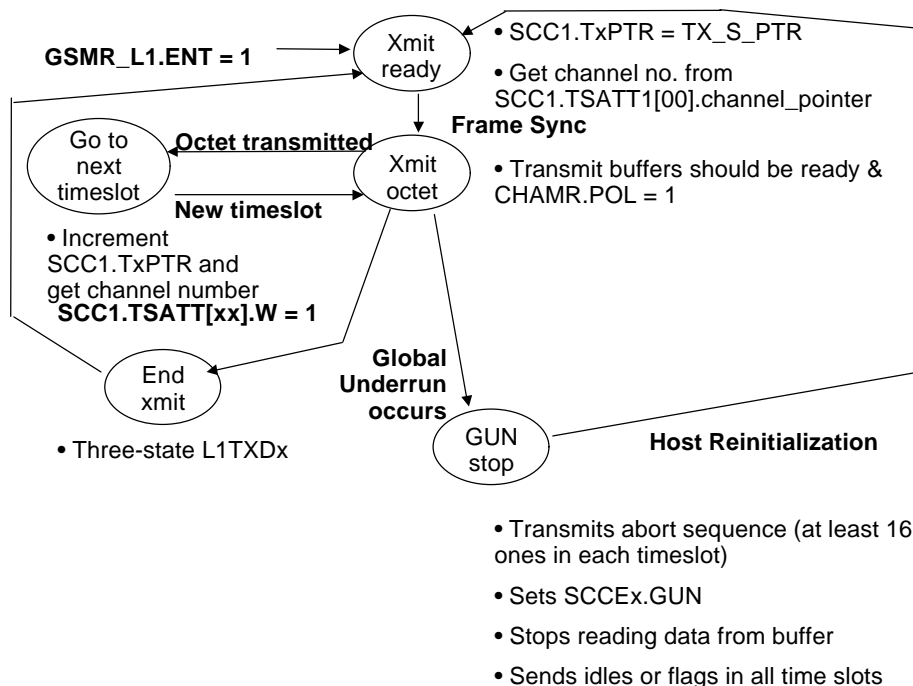 GSMR_L1.ENT = 1
Xmit
ready
• SCC1.TxPTR = TX_S_PTR
• Get channel no. from
SCC1.TSATT1[00].channel_pointer
Frame Sync
Go to
next
timeslot
Octet transmitted
New timeslot
Xmit
octet
• Transmit buffers should be ready &
CHAMR.POL = 1
• Increment
SCC1.TxPTR and
get channel number
SCC1.TSATT[xx].W = 1
End
xmit
• Three-state L1TXDx
Global
Underrun
occurs
GUN
stop
Host Reinitialization
• Transmits abort sequence (at least 16
ones in each timeslot)
• Sets SCCEx.GUN
• Stops reading data from buffer
• Sends idles or flags in all time slots